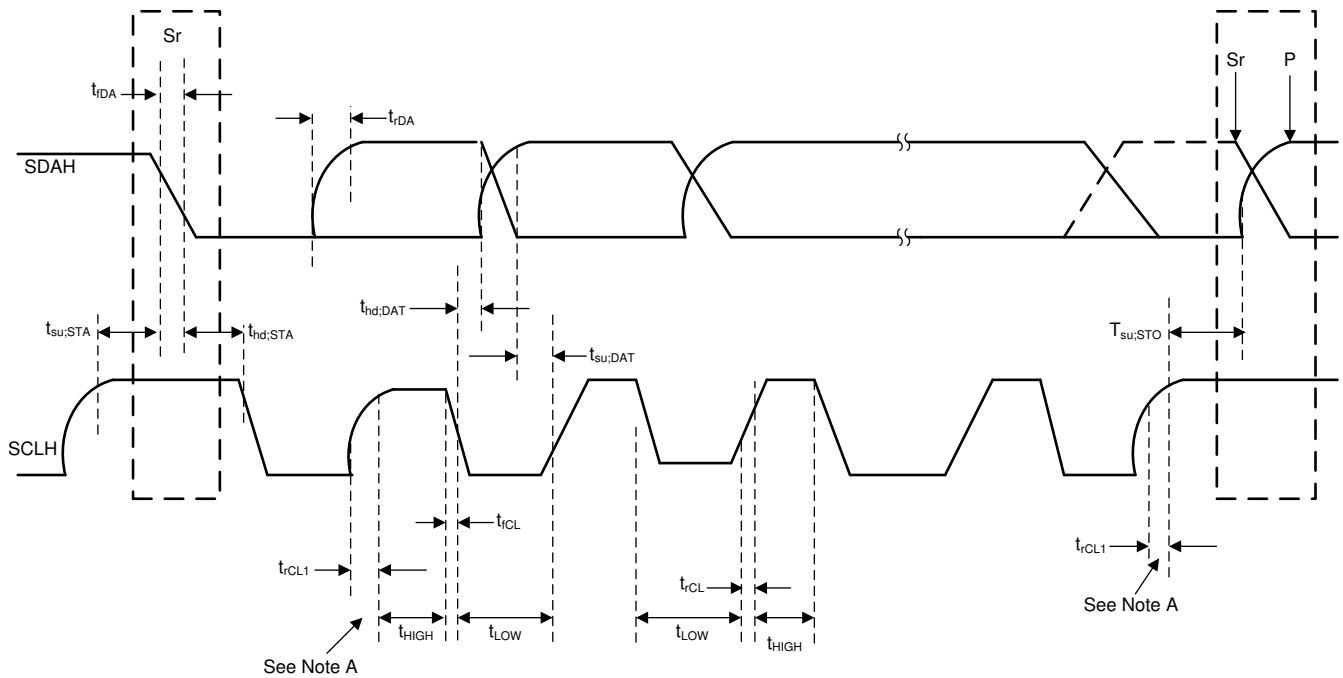 Sr
Sr P
tfDA
trDA
SDAH
thd;DAT
tsu;STA
thd;STA
Tsu;STO
tsu;DAT
SCLH
tfCL
trCL1
trCL
trCL1
See Note A
tHIGH
tLOW
tLOW
tHIGH
See Note A